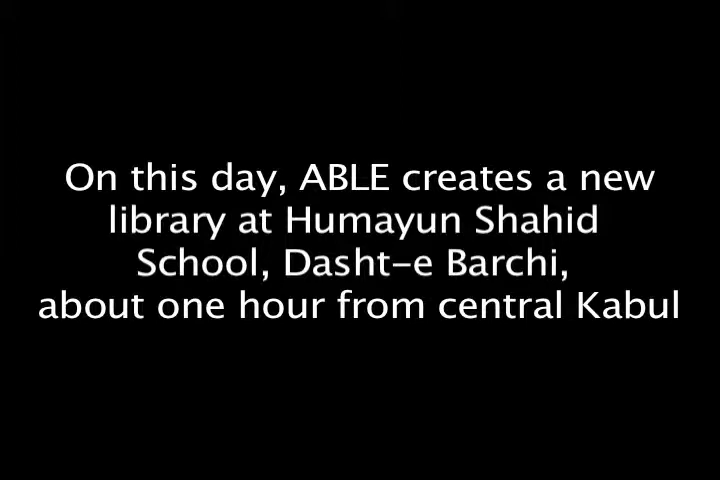 On this day, ABLE creates a new
library at Humayun Shahid
School, Dasht-e Barchi,
about one hour from central Kabul